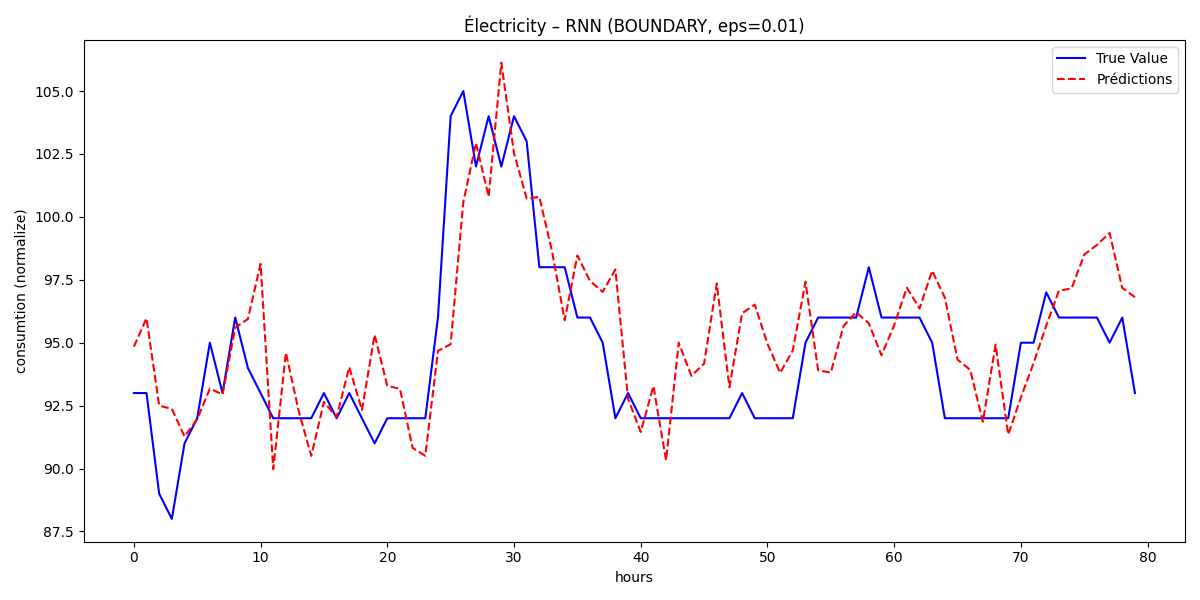 Électricity – RNN (BOUNDARY, eps=0.01)
True Value
Prédictions
consumtion (normalize)
105.0
102.5
100.0
97.5
95.0
92.5
90.0
87.5
0 10 20 30 40 50 60 70 80
hours